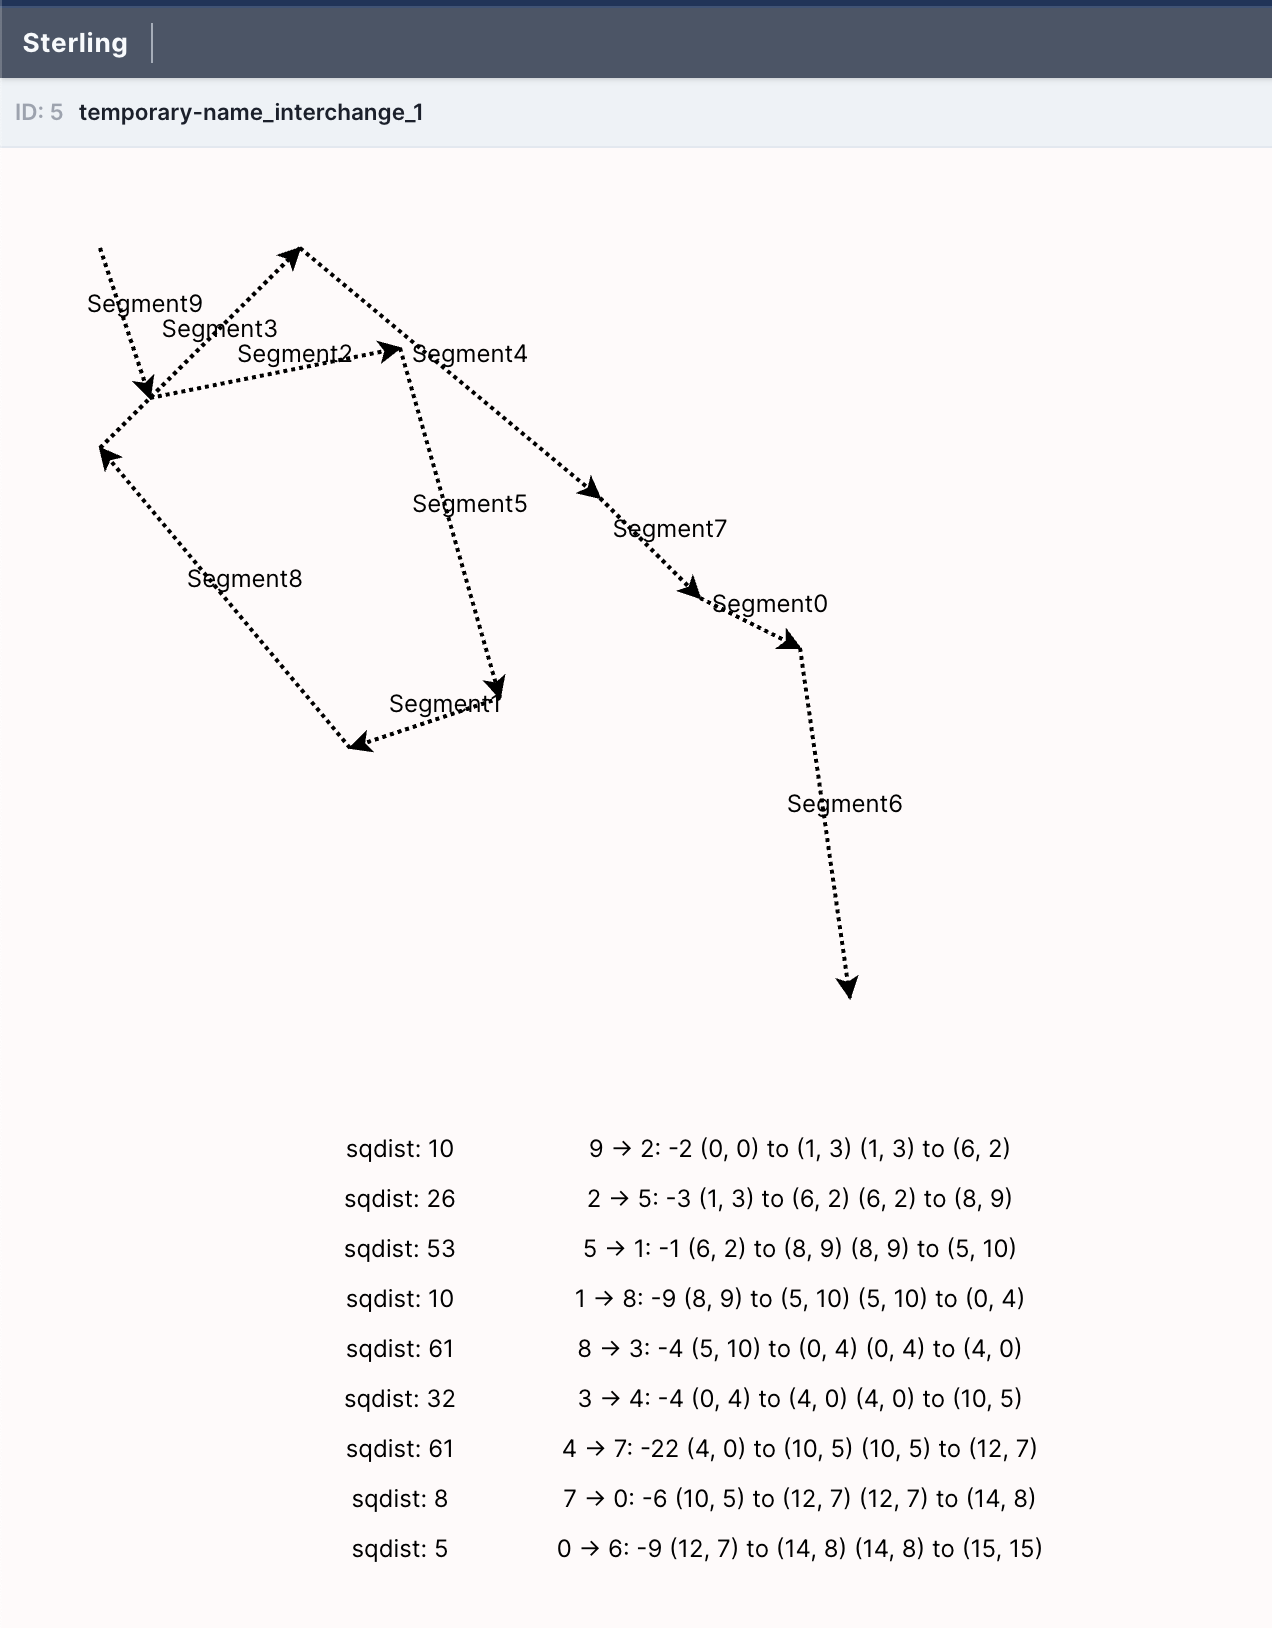 Sterling
ID: 5 temporary-name_interchange_1
Segment9
Segment3
Segment2
Segment4
Segment5
Segment7
Segment8
Segment0
Segment1
Segment6
sqdist: 10 9 → 2: -2 (0, 0) to (1, 3) (1, 3) to (6, 2)
sqdist: 26 2 → 5: -3 (1, 3) to (6, 2) (6, 2) to (8, 9)
sqdist: 53 5 → 1: -1 (6, 2) to (8, 9) (8, 9) to (5, 10)
sqdist: 10 1 → 8: -9 (8, 9) to (5, 10) (5, 10) to (0, 4)
sqdist: 61 8 → 3: -4 (5, 10) to (0, 4) (0, 4) to (4, 0)
sqdist: 32 3 → 4: -4 (0, 4) to (4, 0) (4, 0) to (10, 5)
sqdist: 61 4 → 7: -22 (4, 0) to (10, 5) (10, 5) to (12, 7)
sqdist: 8 7 → 0: -6 (10, 5) to (12, 7) (12, 7) to (14, 8)
sqdist: 5 0 → 6: -9 (12, 7) to (14, 8) (14, 8) to (15, 15)